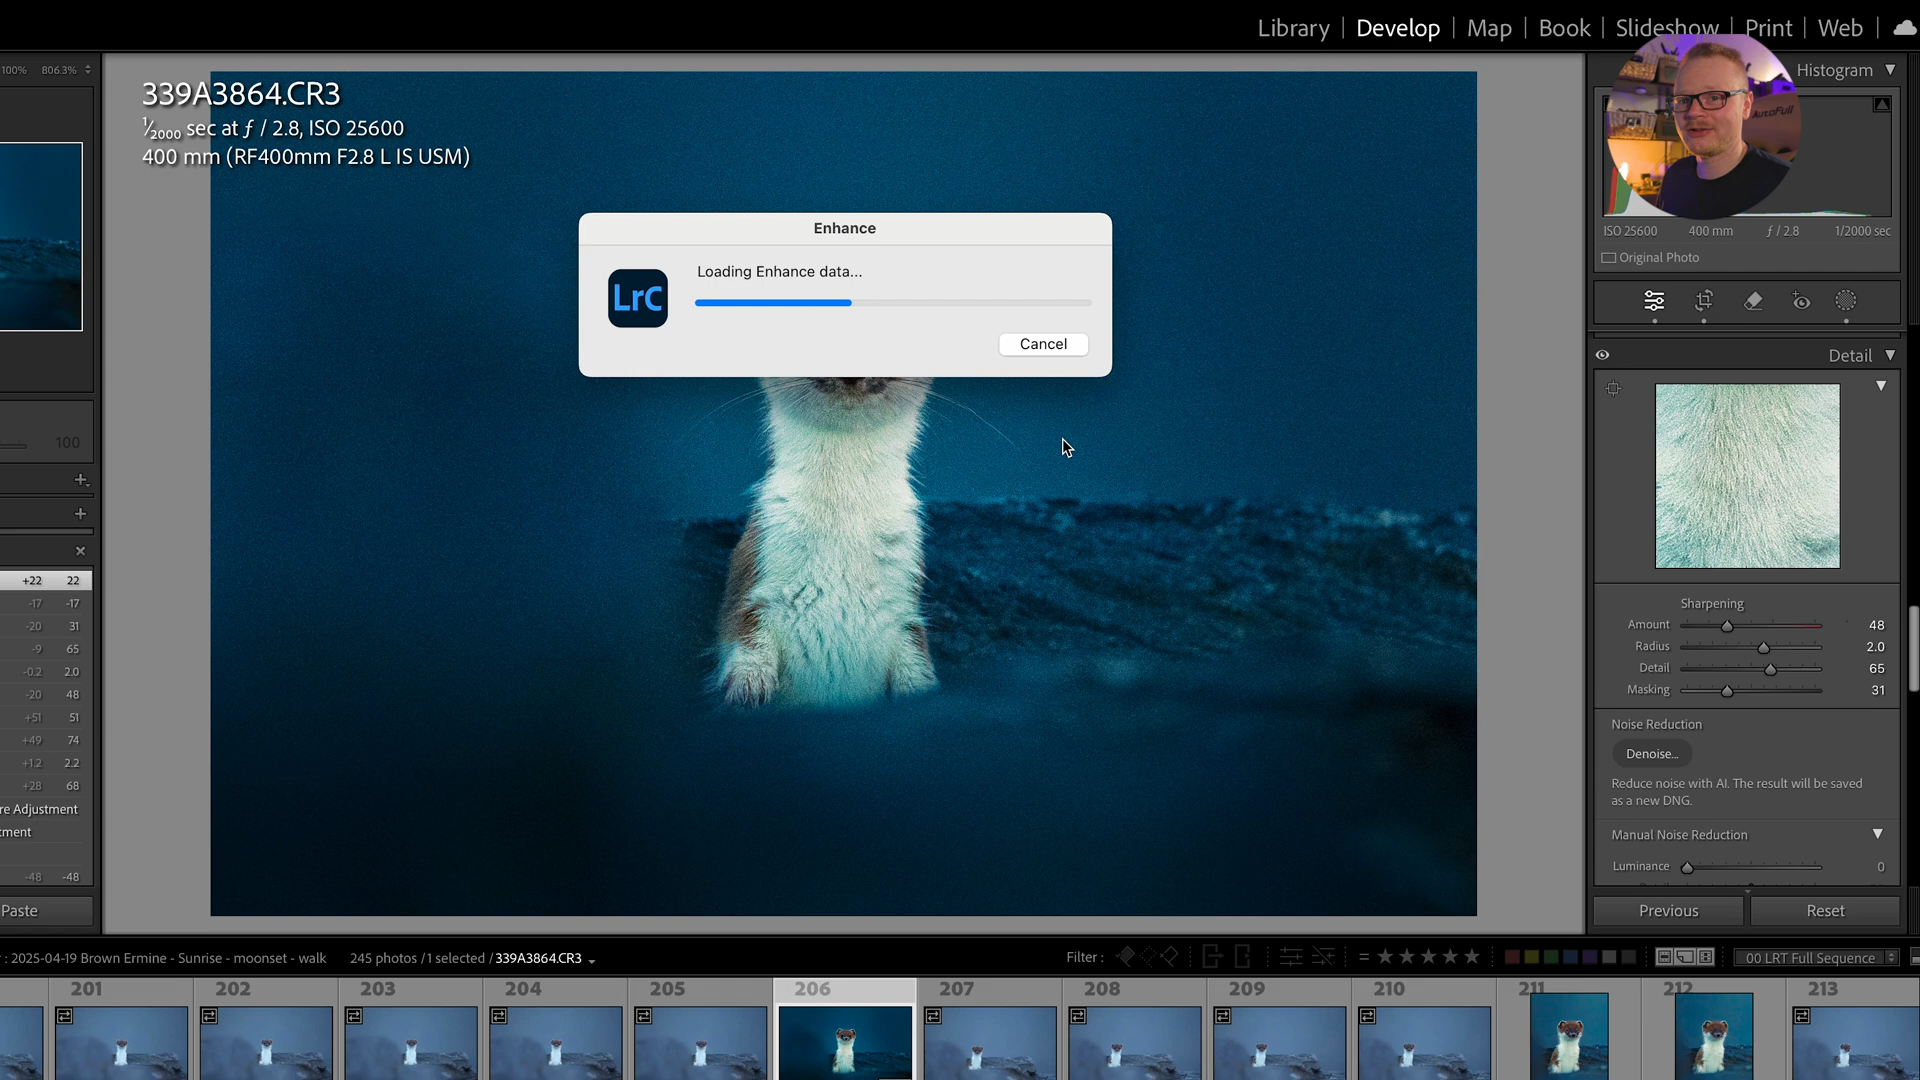 Library | Develop | Map | Book | Slideshow | Print | Web |
100% 806.3%
339A3864.CR3
1/2000 sec at ƒ / 2.8, ISO 25600
400 mm (RF400mm F2.8 L IS USM)
Enhance
Loading Enhance data...
LrC
Cancel
AutoFull
Histogram
ISO 25600 400 mm ƒ / 2.8 1/2000 sec
Original Photo
Detail
Sharpening
Amount 48
Radius 2.0
Detail 65
Masking 31
Noise Reduction
Denoise...
Reduce noise with AI. The result will be saved
as a new DNG.
Manual Noise Reduction
Luminance 0
Previous Reset
100
+22 22
-17 -17
-20 31
-9 65
-0.2 2.0
-20 48
+51 51
+49 74
+1.2 2.2
+28 68
re Adjustment
tment
-48 -48
Paste
: 2025-04-19 Brown Ermine - Sunrise - moonset - walk 245 photos / 1 selected / 339A3864.CR3
Filter : 00 LRT Full Sequence
201 202 203 204 205 206 207 208 209 210 211 212 213